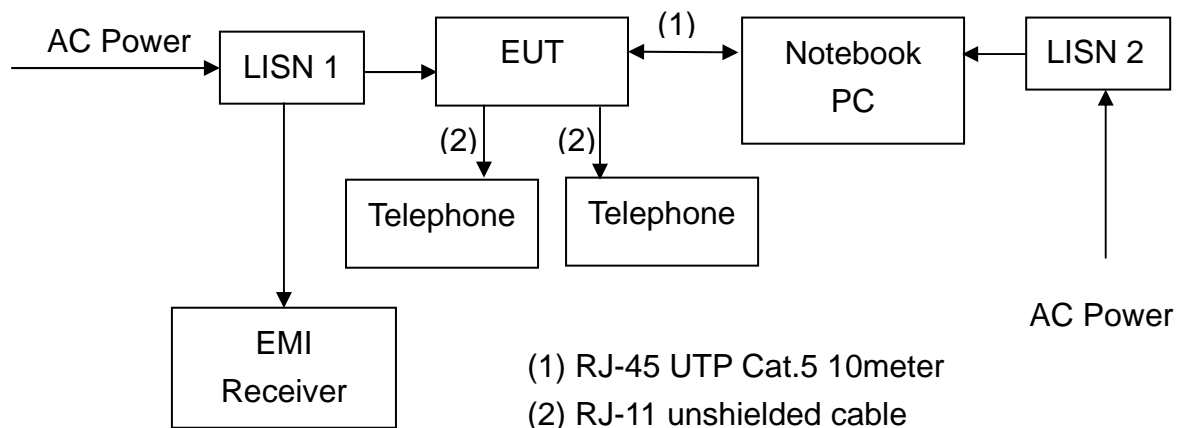 AC Power
LISN 1
EUT
(1)
Notebook
PC
LISN 2
(2)
(2)
Telephone
Telephone
AC Power
EMI
Receiver
(1) RJ-45 UTP Cat.5 10meter
(2) RJ-11 unshielded cable